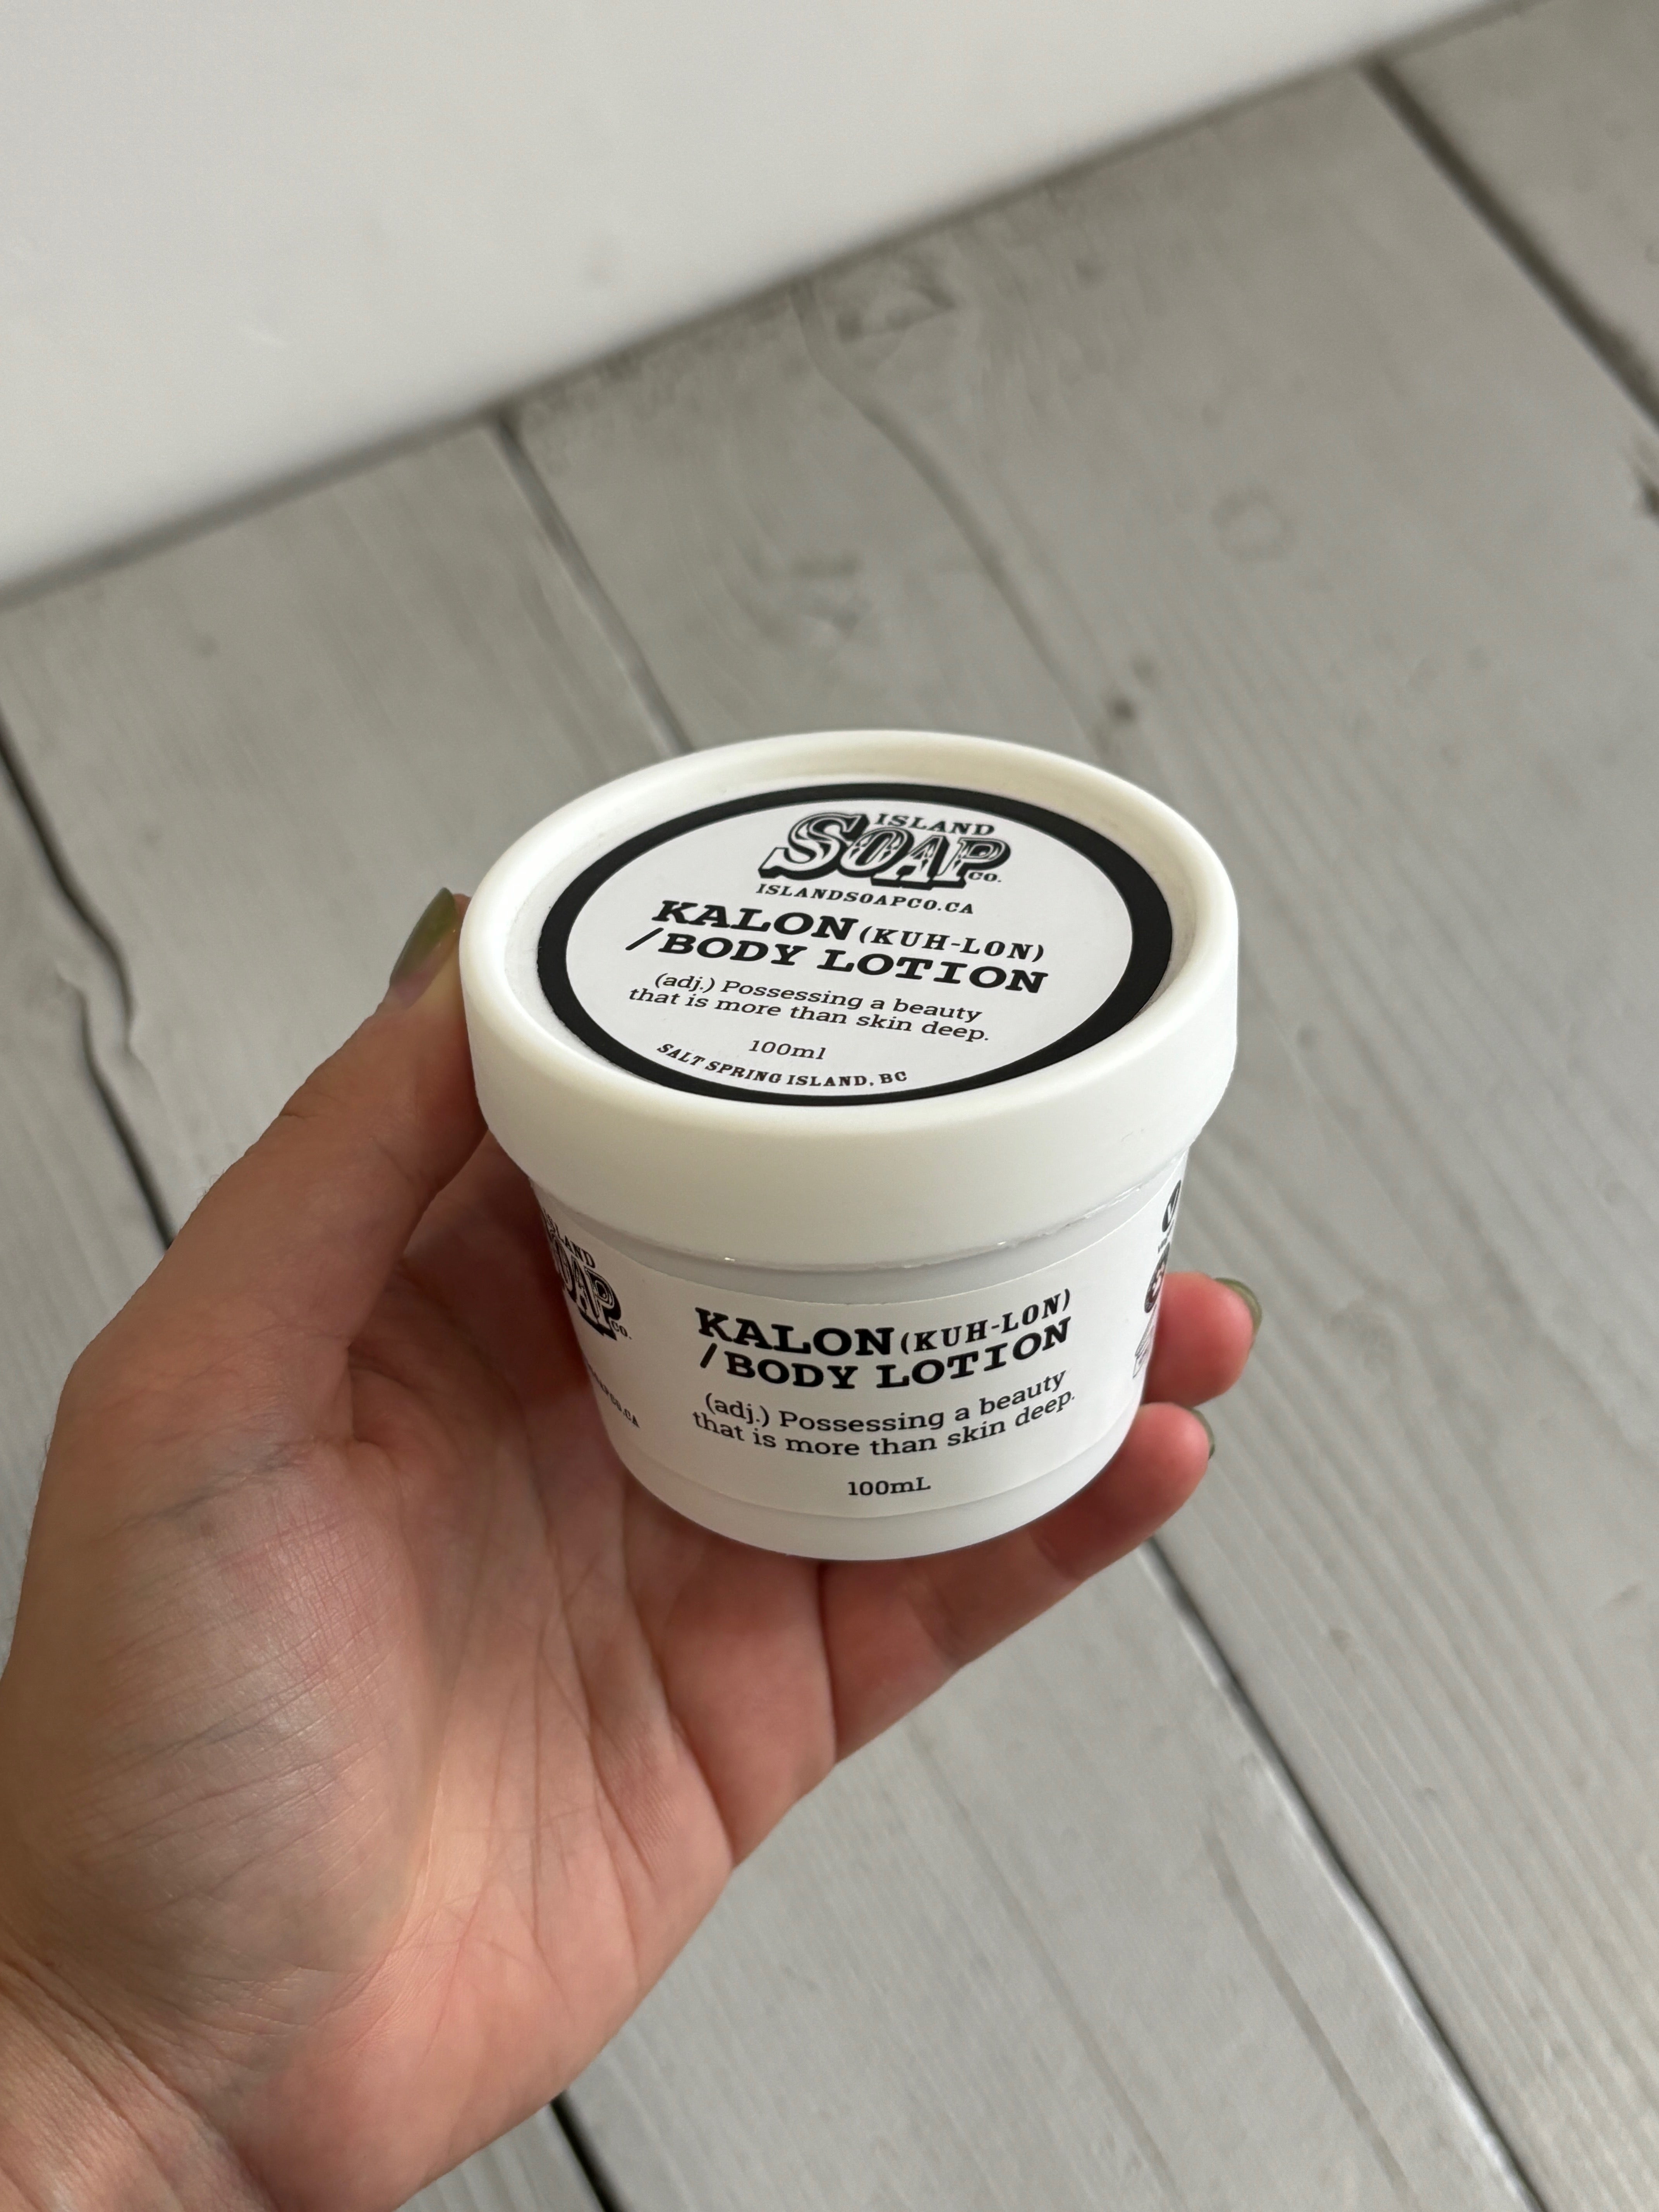 ISLAND
SOAP
CO.
ISLANDSOAPCO.CA
KALON (KUH-LON)
/BODY LOTION
(adj.) Possessing a beauty
that is more than skin deep.
100ml
SALT SPRING ISLAND, BC
CO.
KALON (KUH-LON)
/BODY LOTION
(adj.) Possessing a beauty
that is more than skin deep.
100mL